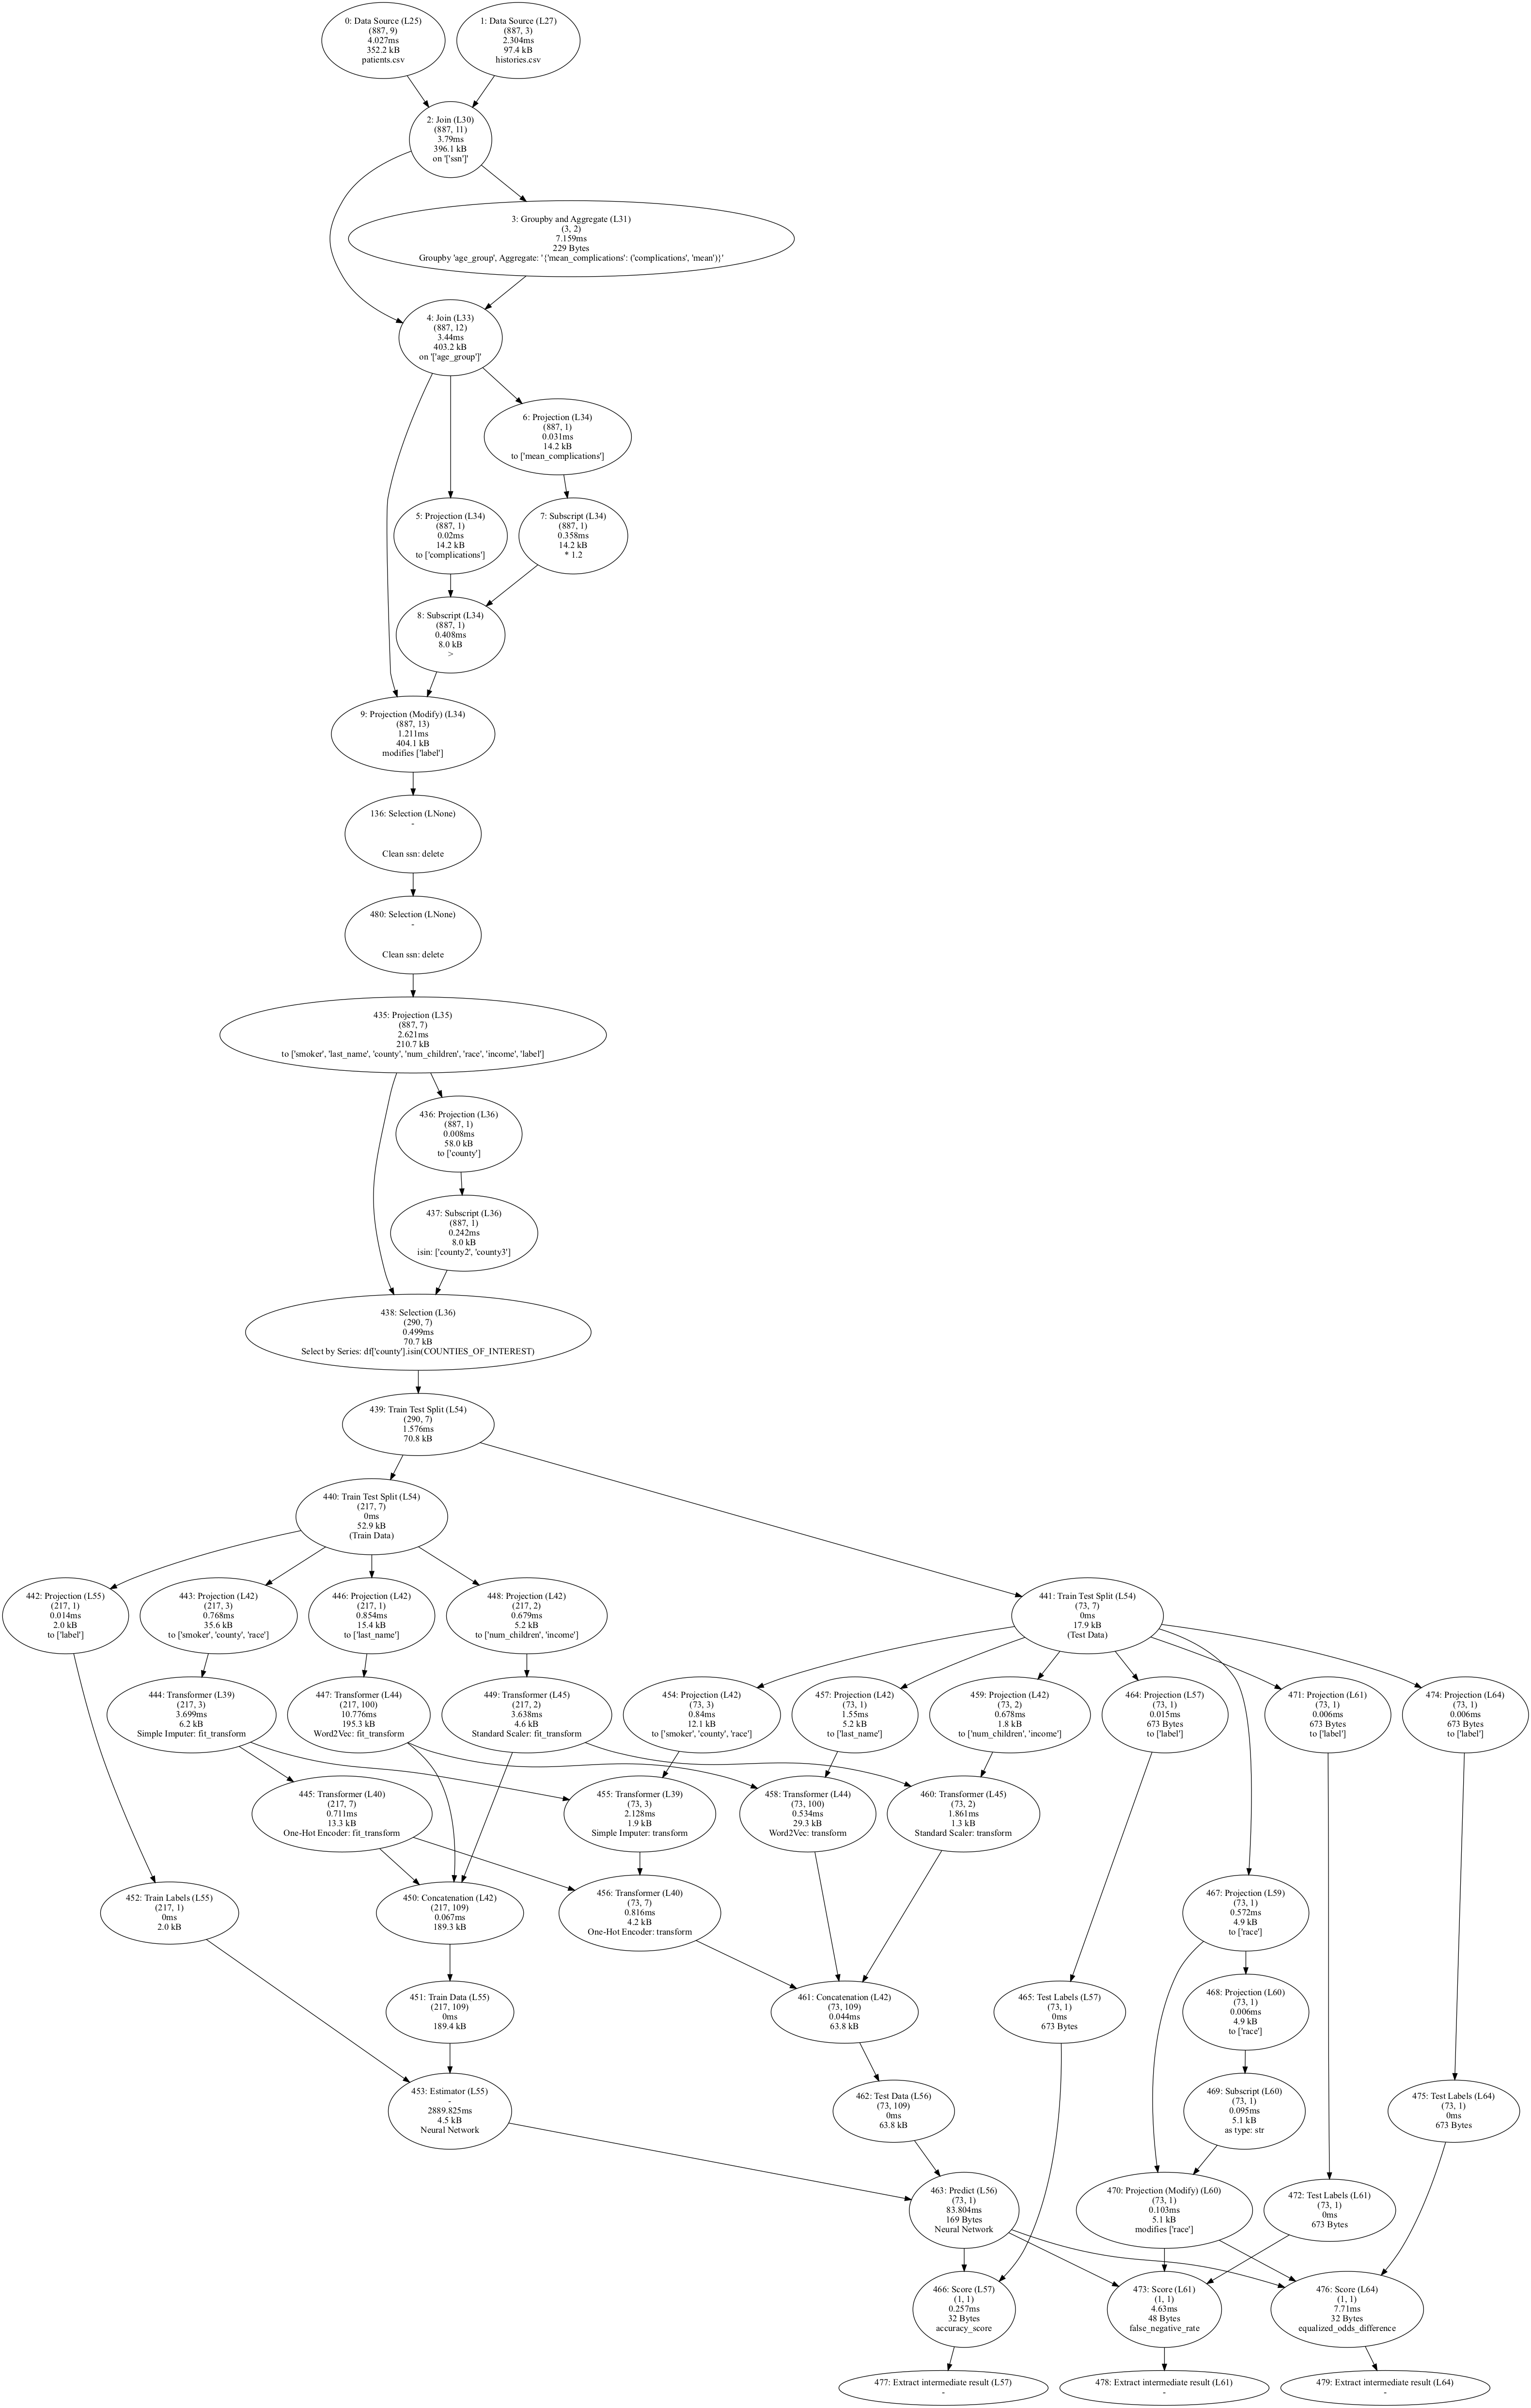 0: Data Source (L25)
(887, 9)
4.027ms
352.2 kB
patients.csv
1: Data Source (L27)
(887, 3)
2.304ms
97.4 kB
histories.csv
2: Join (L30)
(887, 11)
3.79ms
396.1 kB
on '['ssn']'
3: Groupby and Aggregate (L31)
(3, 2)
7.159ms
229 Bytes
Groupby 'age_group', Aggregate: '{'mean_complications': ('complications', 'mean')}'
4: Join (L33)
(887, 12)
3.44ms
403.2 kB
on '['age_group']'
6: Projection (L34)
(887, 1)
0.031ms
14.2 kB
to ['mean_complications']
5: Projection (L34)
(887, 1)
0.02ms
14.2 kB
to ['complications']
7: Subscript (L34)
(887, 1)
0.358ms
14.2 kB
* 1.2
8: Subscript (L34)
(887, 1)
0.408ms
8.0 kB
>
9: Projection (Modify) (L34)
(887, 13)
1.211ms
404.1 kB
modifies ['label']
136: Selection (LNone)
-
Clean ssn: delete
480: Selection (LNone)
-
Clean ssn: delete
435: Projection (L35)
(887, 7)
2.621ms
210.7 kB
to ['smoker', 'last_name', 'county', 'num_children', 'race', 'income', 'label']
436: Projection (L36)
(887, 1)
0.008ms
58.0 kB
to ['county']
437: Subscript (L36)
(887, 1)
0.242ms
8.0 kB
isin: ['county2', 'county3']
438: Selection (L36)
(290, 7)
0.499ms
70.7 kB
Select by Series: df['county'].isin(COUNTIES_OF_INTEREST)
439: Train Test Split (L54)
(290, 7)
1.576ms
70.8 kB
440: Train Test Split (L54)
(217, 7)
0ms
52.9 kB
(Train Data)
442: Projection (L55)
(217, 1)
0.014ms
2.0 kB
to ['label']
443: Projection (L42)
(217, 3)
0.768ms
35.6 kB
to ['smoker', 'county', 'race']
446: Projection (L42)
(217, 1)
0.854ms
15.4 kB
to ['last_name']
448: Projection (L42)
(217, 2)
0.679ms
5.2 kB
to ['num_children', 'income']
441: Train Test Split (L54)
(73, 7)
0ms
17.9 kB
(Test Data)
444: Transformer (L39)
(217, 3)
3.699ms
6.2 kB
Simple Imputer: fit_transform
447: Transformer (L44)
(217, 100)
10.776ms
195.3 kB
Word2Vec: fit_transform
449: Transformer (L45)
(217, 2)
3.638ms
4.6 kB
Standard Scaler: fit_transform
454: Projection (L42)
(73, 3)
0.84ms
12.1 kB
to ['smoker', 'county', 'race']
457: Projection (L42)
(73, 1)
1.55ms
5.2 kB
to ['last_name']
459: Projection (L42)
(73, 2)
0.678ms
1.8 kB
to ['num_children', 'income']
464: Projection (L57)
(73, 1)
0.015ms
673 Bytes
to ['label']
471: Projection (L61)
(73, 1)
0.006ms
673 Bytes
to ['label']
474: Projection (L64)
(73, 1)
0.006ms
673 Bytes
to ['label']
445: Transformer (L40)
(217, 7)
0.711ms
13.3 kB
One-Hot Encoder: fit_transform
455: Transformer (L39)
(73, 3)
2.128ms
1.9 kB
Simple Imputer: transform
458: Transformer (L44)
(73, 100)
0.534ms
29.3 kB
Word2Vec: transform
460: Transformer (L45)
(73, 2)
1.861ms
1.3 kB
Standard Scaler: transform
452: Train Labels (L55)
(217, 1)
0ms
2.0 kB
450: Concatenation (L42)
(217, 109)
0.067ms
189.3 kB
456: Transformer (L40)
(73, 7)
0.816ms
4.2 kB
One-Hot Encoder: transform
467: Projection (L59)
(73, 1)
0.572ms
4.9 kB
to ['race']
451: Train Data (L55)
(217, 109)
0ms
189.4 kB
461: Concatenation (L42)
(73, 109)
0.044ms
63.8 kB
465: Test Labels (L57)
(73, 1)
0ms
673 Bytes
468: Projection (L60)
(73, 1)
0.006ms
4.9 kB
to ['race']
453: Estimator (L55)
-
2889.825ms
4.5 kB
Neural Network
462: Test Data (L56)
(73, 109)
0ms
63.8 kB
469: Subscript (L60)
(73, 1)
0.095ms
5.1 kB
as type: str
475: Test Labels (L64)
(73, 1)
0ms
673 Bytes
463: Predict (L56)
(73, 1)
83.804ms
169 Bytes
Neural Network
470: Projection (Modify) (L60)
(73, 1)
0.103ms
5.1 kB
modifies ['race']
472: Test Labels (L61)
(73, 1)
0ms
673 Bytes
466: Score (L57)
(1, 1)
0.257ms
32 Bytes
accuracy_score
473: Score (L61)
(1, 1)
4.63ms
48 Bytes
false_negative_rate
476: Score (L64)
(1, 1)
7.71ms
32 Bytes
equalized_odds_difference
477: Extract intermediate result (L57)
-
478: Extract intermediate result (L61)
-
479: Extract intermediate result (L64)
-